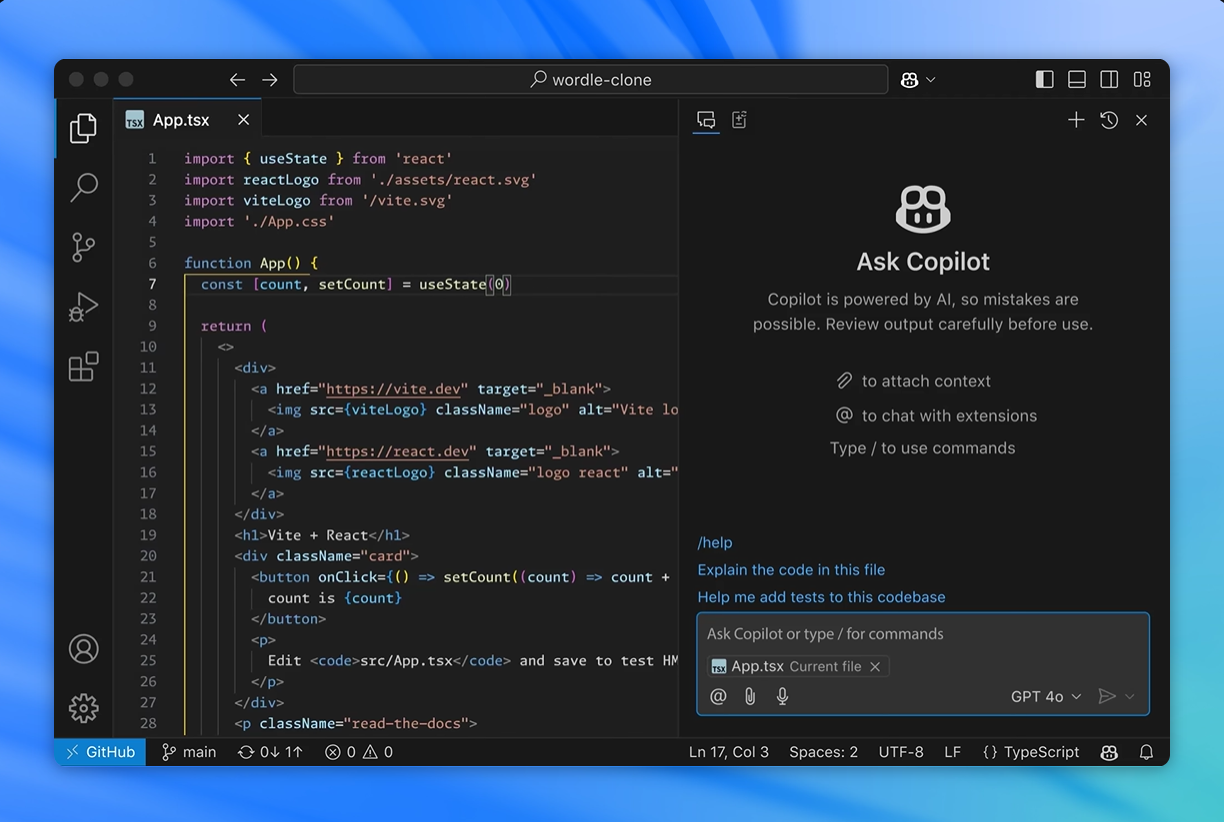 wordle-clone
TSX App.tsx
1 import { useState } from 'react'
2 import reactLogo from './assets/react.svg'
3 import viteLogo from '/vite.svg'
4 import './App.css'
5
6 function App() {
7 const [count, setCount] = useState(0)
8
9 return (
10 <>
11 <div>
12 <a href="https://vite.dev" target="_blank">
13 <img src={viteLogo} className="logo" alt="Vite lo
14 </a>
15 <a href="https://react.dev" target="_blank">
16 <img src={reactLogo} className="logo react" alt="
17 </a>
18 </div>
19 <h1>Vite + React</h1>
20 <div className="card">
21 <button onClick={() => setCount((count) => count +
22 count is {count}
23 </button>
24 <p>
25 Edit <code>src/App.tsx</code> and save to test HM
26 </p>
27 </div>
28 <p className="read-the-docs">
Ask Copilot
Copilot is powered by AI, so mistakes are
possible. Review output carefully before use.
to attach context
@ to chat with extensions
Type / to use commands
/help
Explain the code in this file
Help me add tests to this codebase
Ask Copilot or type / for commands
TSX App.tsx Current file
@ GPT 4o
GitHub main 0↓ 1↑ 0 0 Ln 17, Col 3 Spaces: 2 UTF-8 LF {} TypeScript